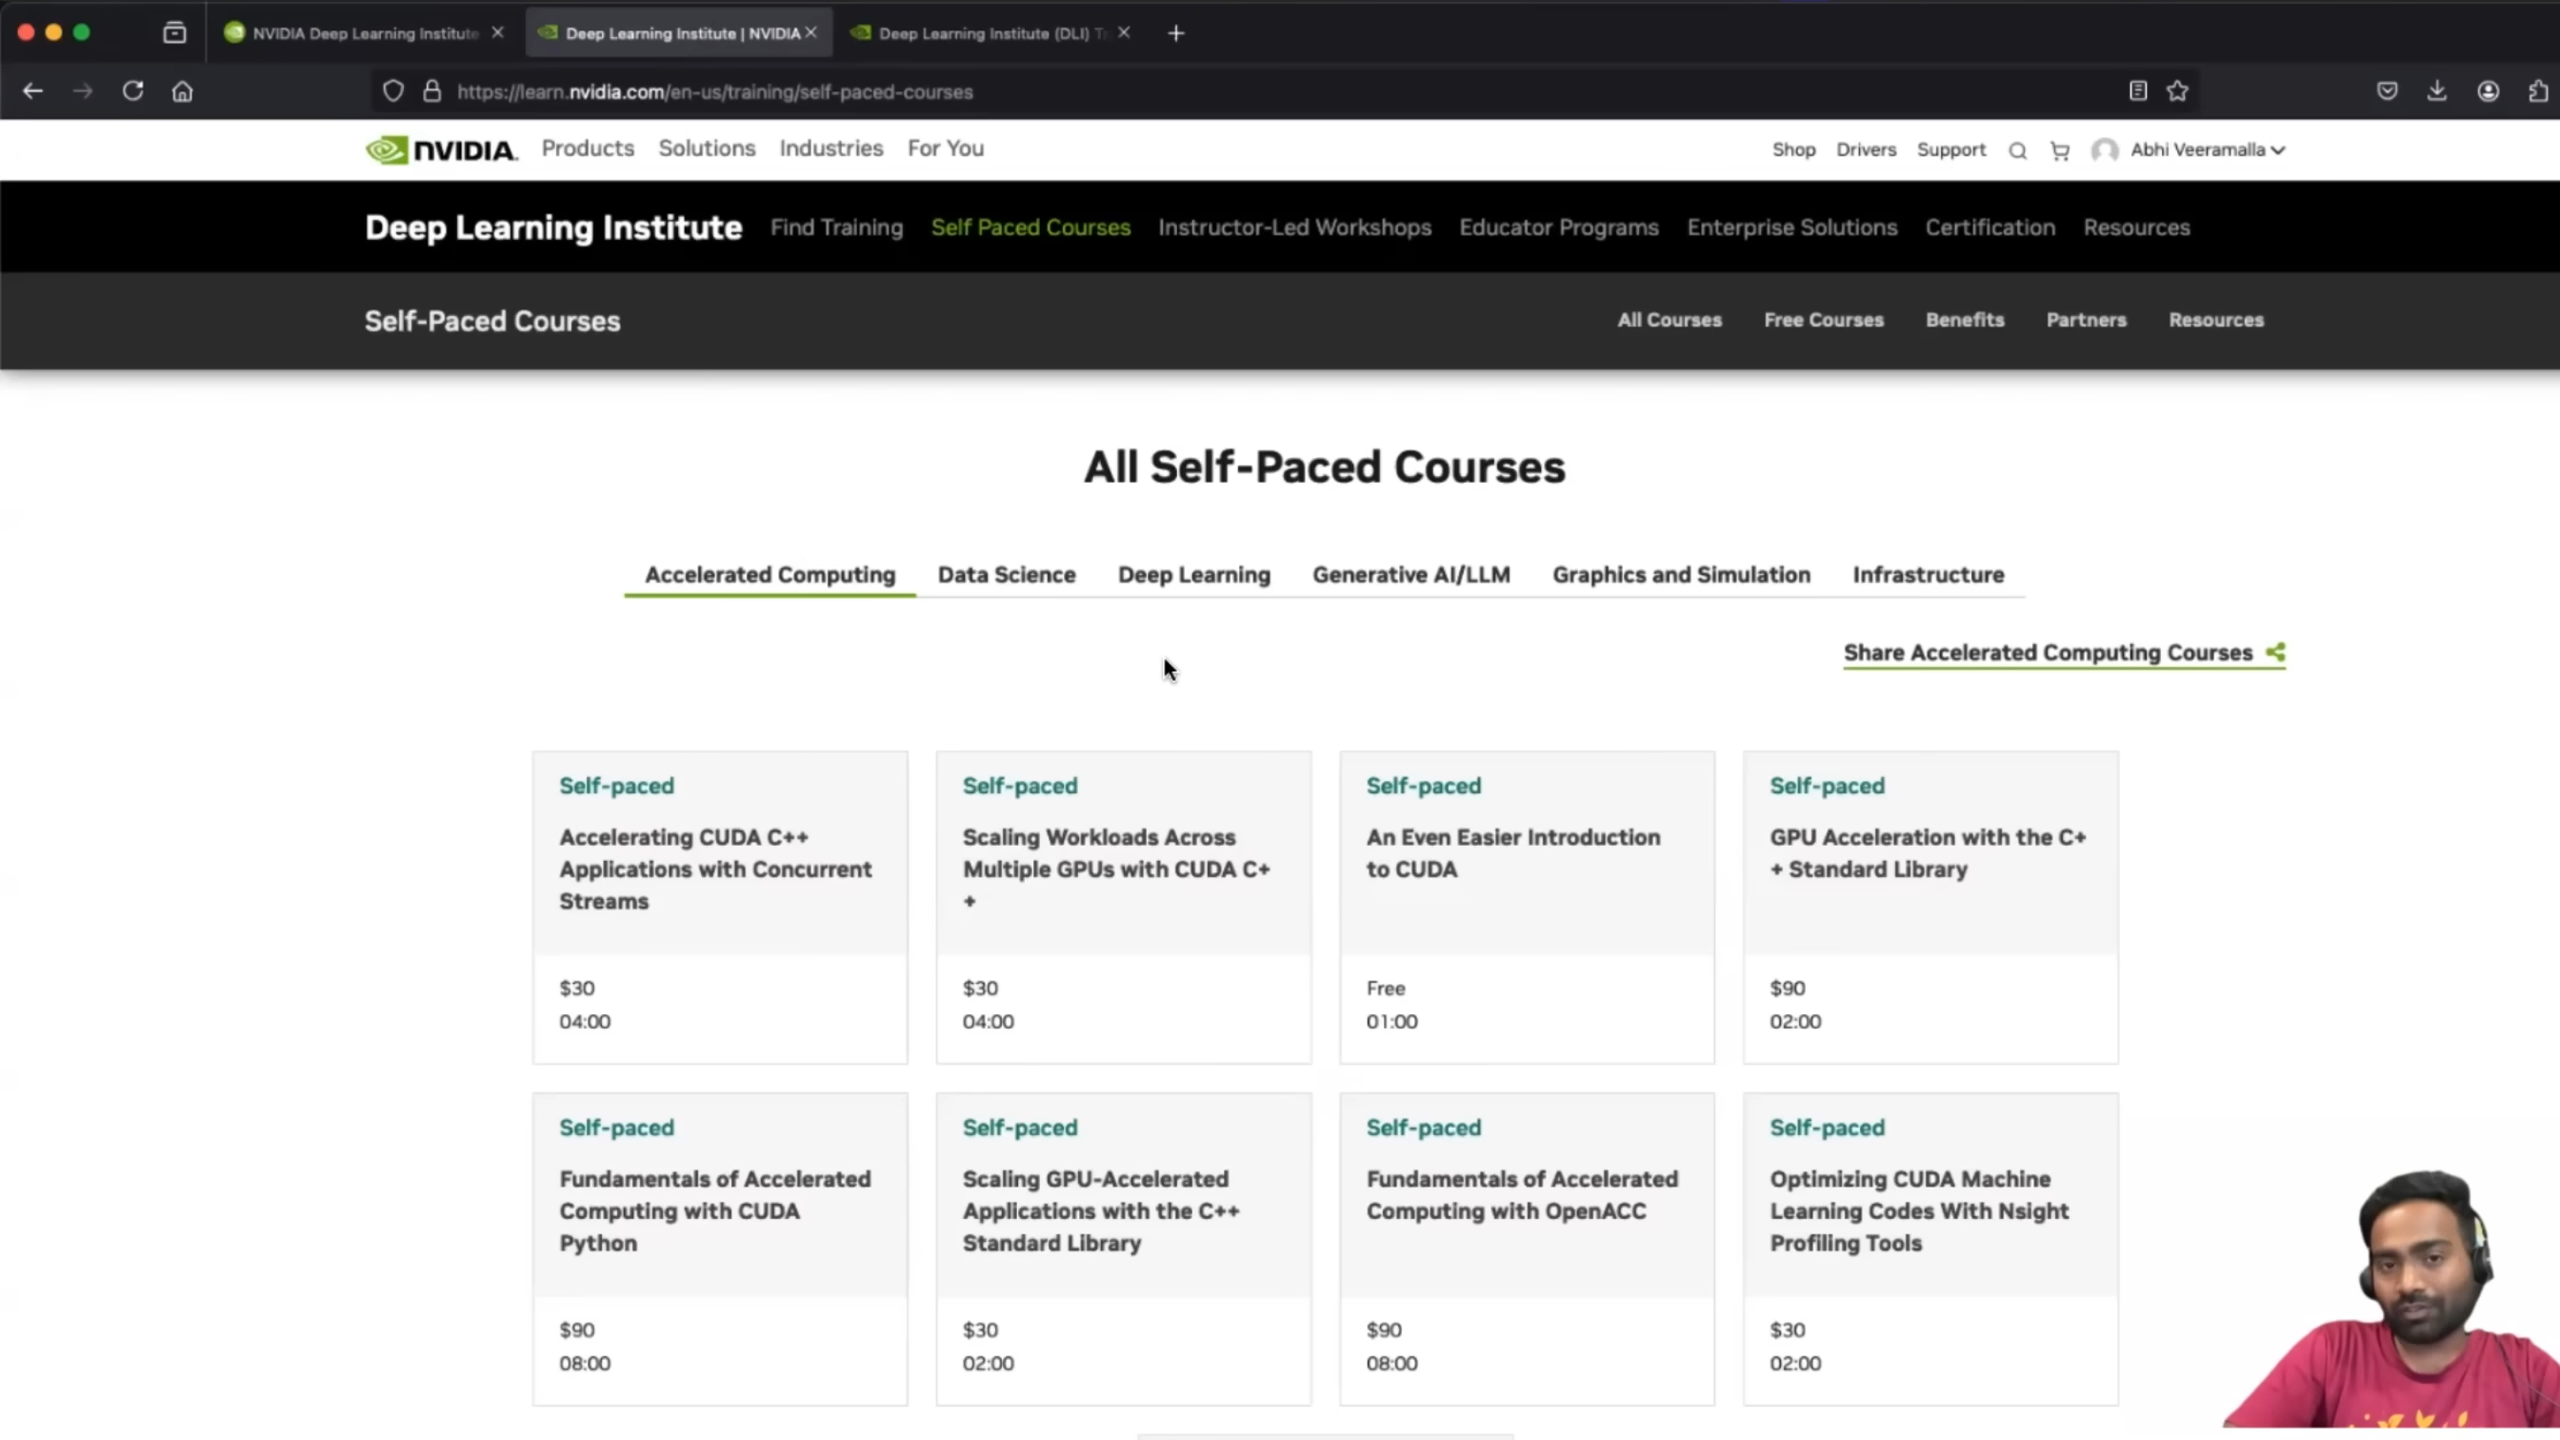 NVIDIA Deep Learning Institute
Deep Learning Institute | NVIDIA
Deep Learning Institute (DLI)
https://learn.nvidia.com/en-us/training/self-paced-courses
NVIDIA.
Products
Solutions
Industries
For You
Shop
Drivers
Support
Abhi Veeramalla
Deep Learning Institute
Find Training
Self Paced Courses
Instructor-Led Workshops
Educator Programs
Enterprise Solutions
Certification
Resources
Self-Paced Courses
All Courses
Free Courses
Benefits
Partners
Resources
All Self-Paced Courses
Accelerated Computing
Data Science
Deep Learning
Generative AI/LLM
Graphics and Simulation
Infrastructure
Share Accelerated Computing Courses
Self-paced
Accelerating CUDA C++
Applications with Concurrent
Streams
$30
04:00
Self-paced
Scaling Workloads Across
Multiple GPUs with CUDA C+
+
$30
04:00
Self-paced
An Even Easier Introduction
to CUDA
Free
01:00
Self-paced
GPU Acceleration with the C+
+ Standard Library
$90
02:00
Self-paced
Fundamentals of Accelerated
Computing with CUDA
Python
$90
08:00
Self-paced
Scaling GPU-Accelerated
Applications with the C++
Standard Library
$30
02:00
Self-paced
Fundamentals of Accelerated
Computing with OpenACC
$90
08:00
Self-paced
Optimizing CUDA Machine
Learning Codes With Nsight
Profiling Tools
$30
02:00